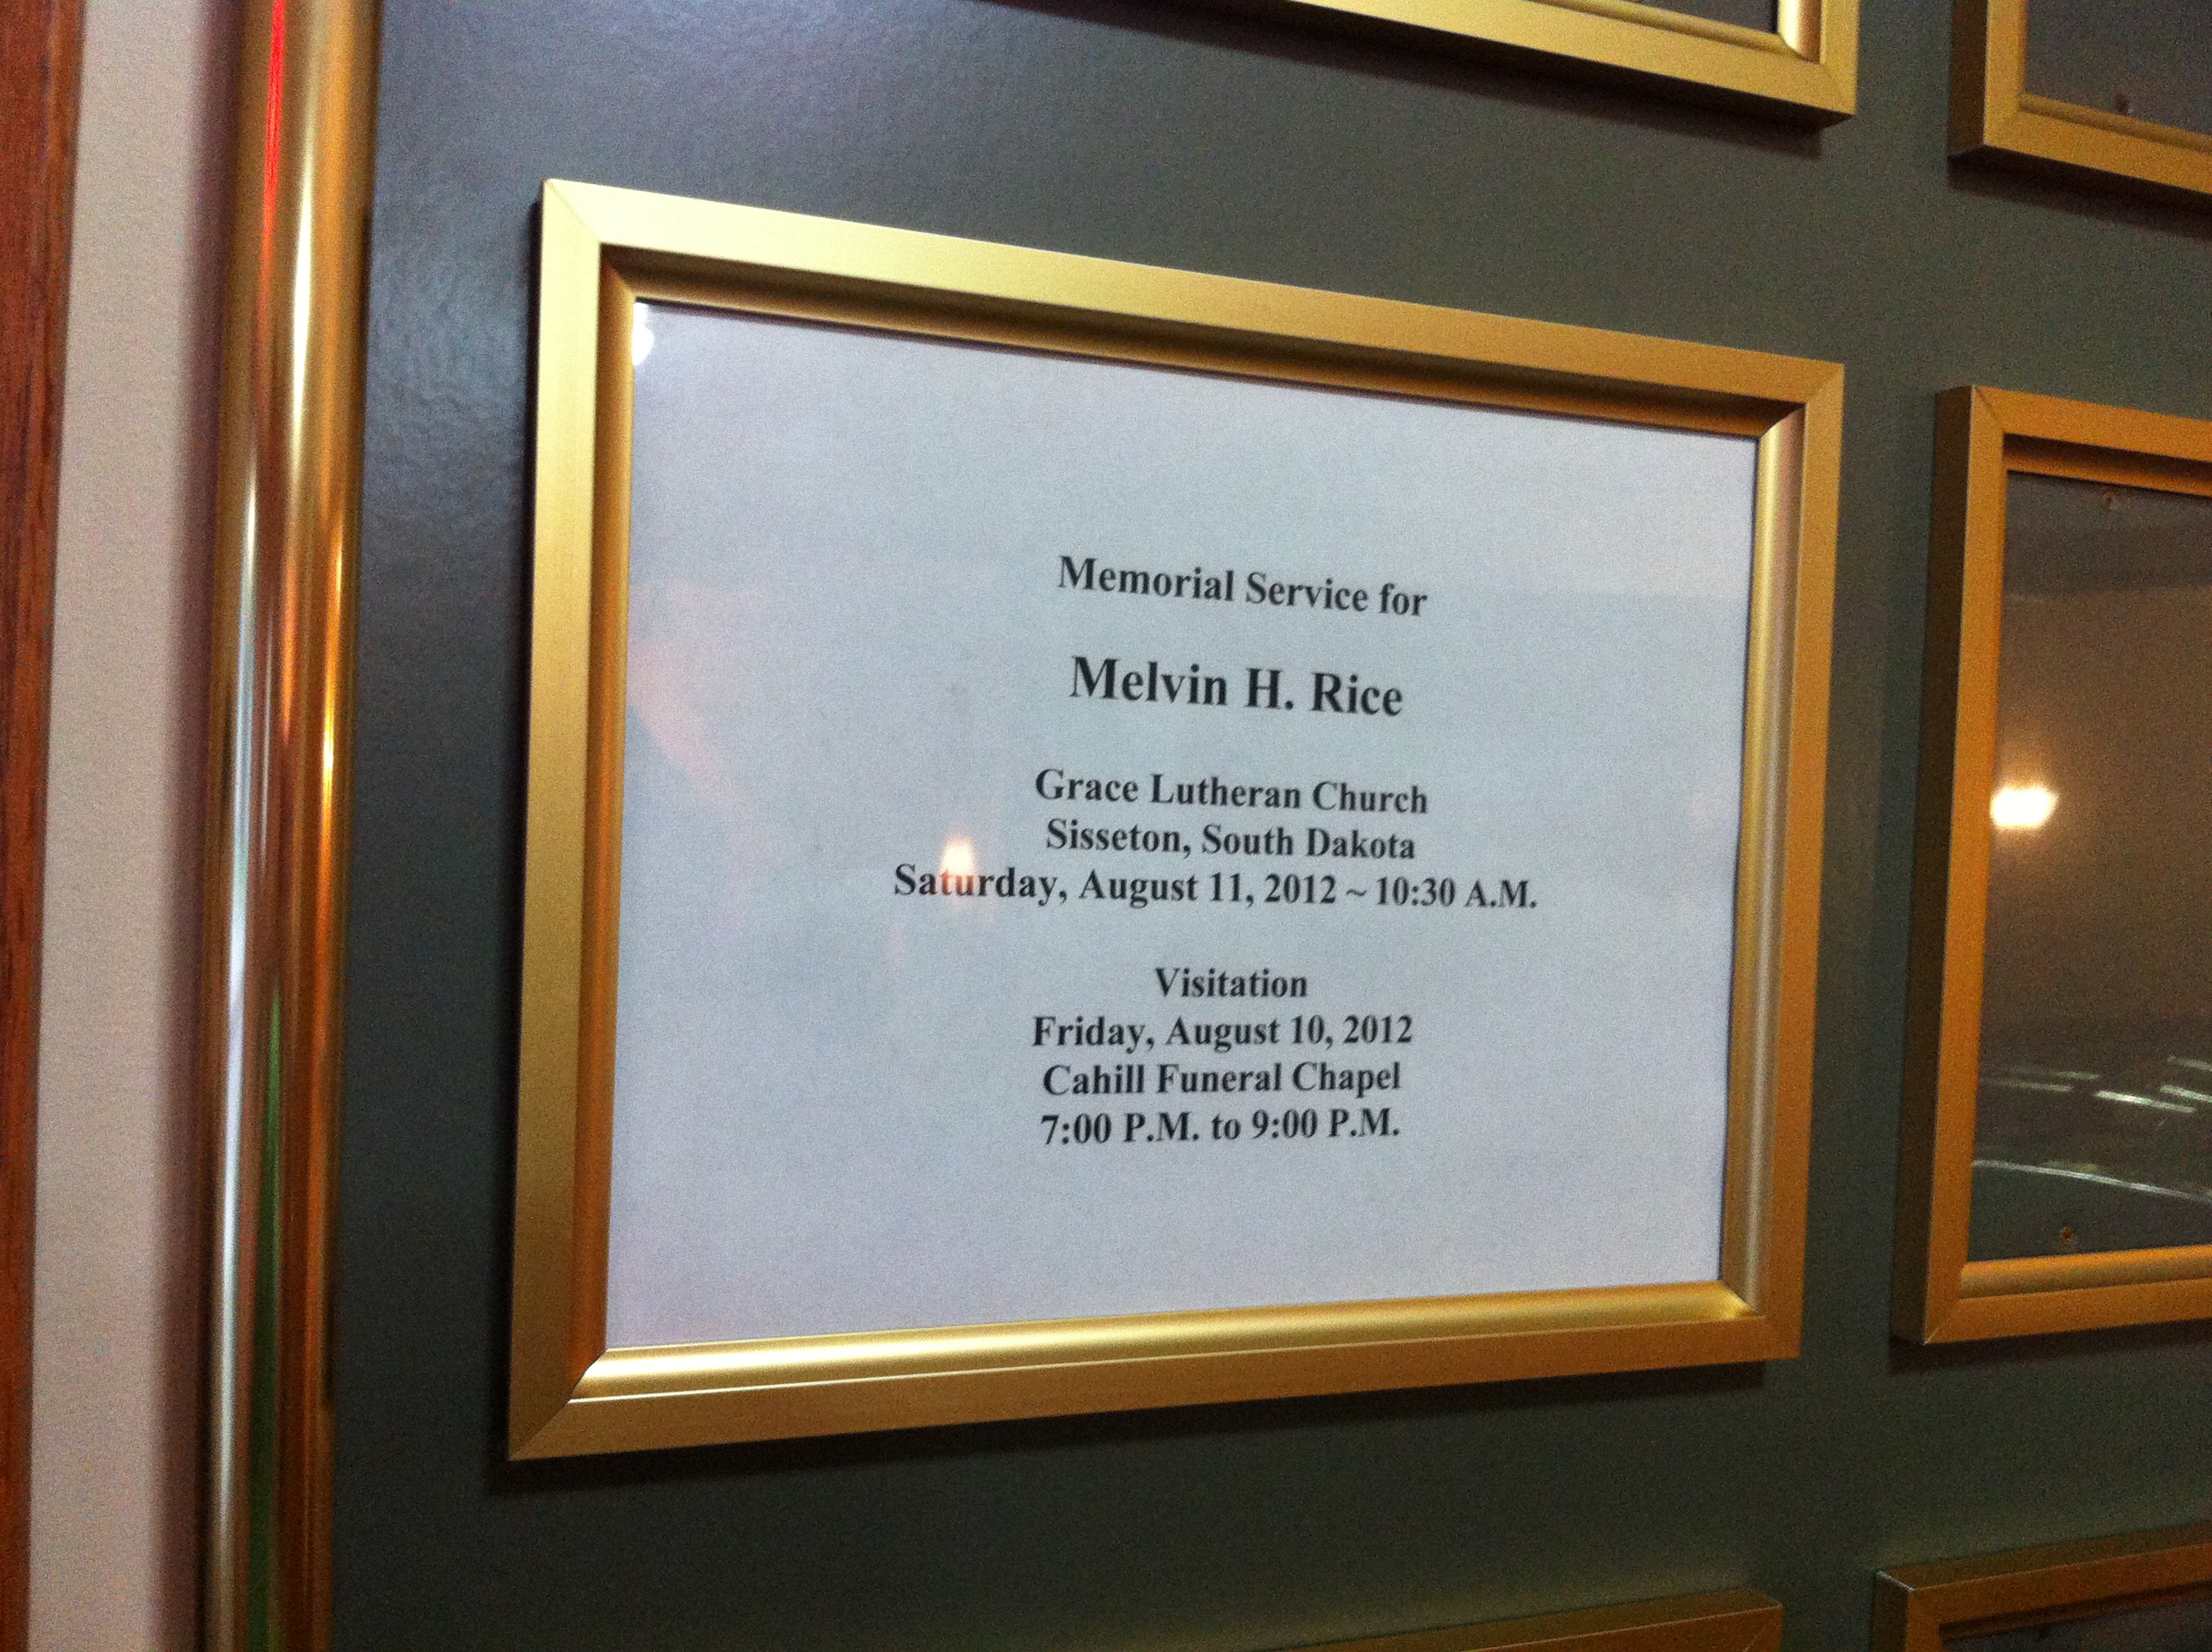 Memorial Service for
Melvin H. Rice
Grace Lutheran Church
Sisseton, South Dakota
Saturday, August 11, 2012 ~ 10:30 A.M.
Visitation
Friday, August 10, 2012
Cahill Funeral Chapel
7:00 P.M. to 9:00 P.M.